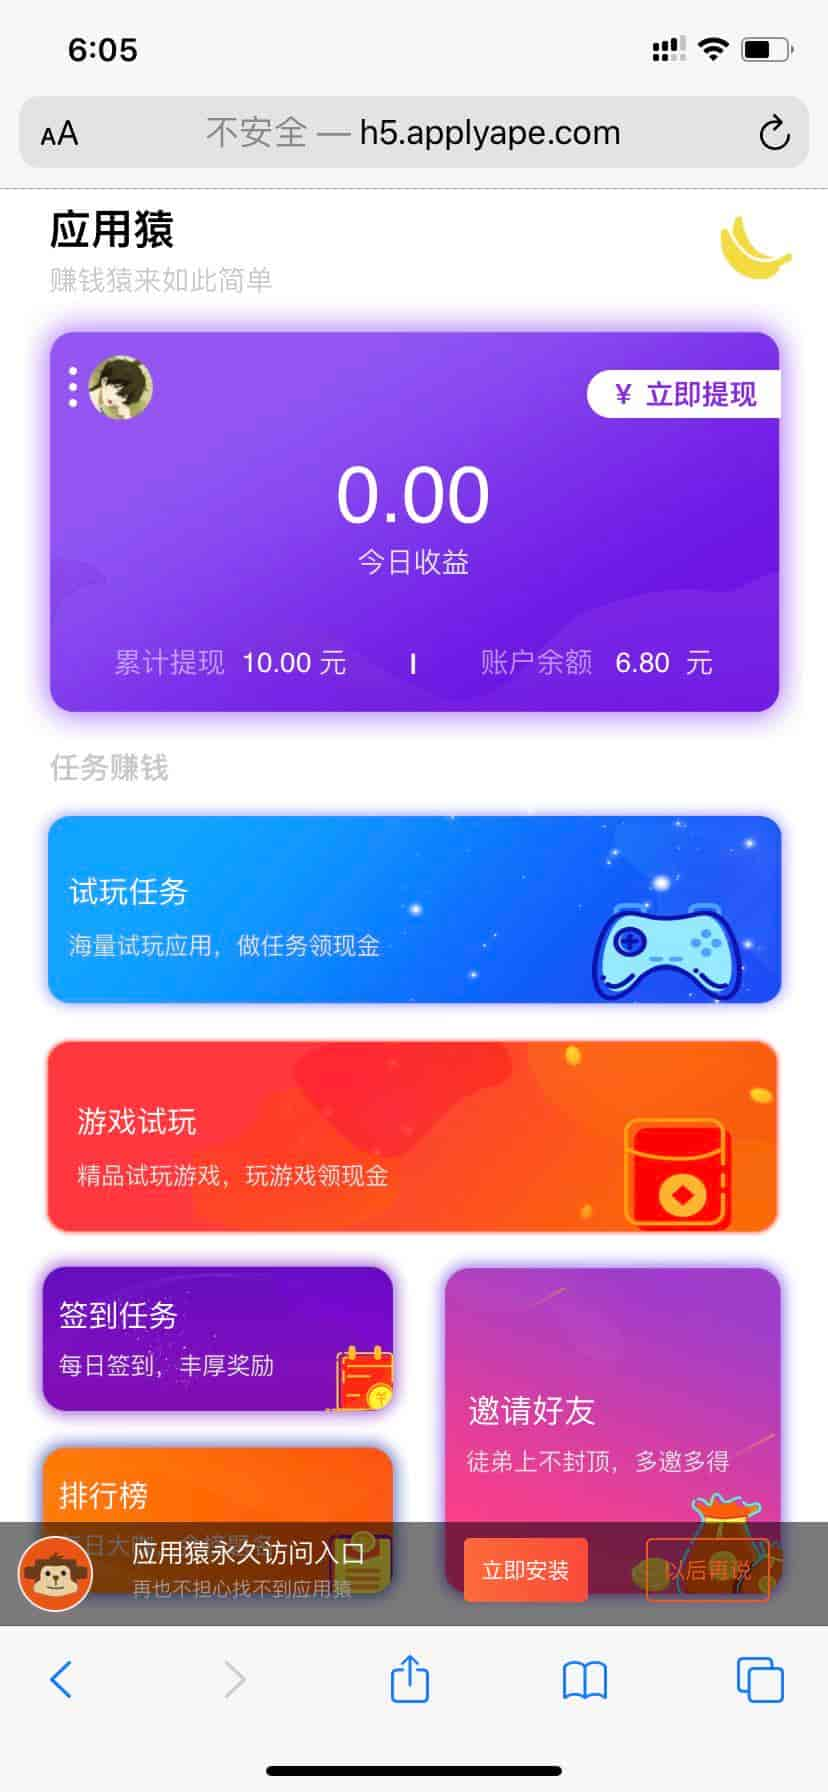 6:05
AA 不安全 — h5.applyape.com
应用猿
赚钱猿来如此简单
¥ 立即提现
0.00
今日收益
累计提现 10.00 元 | 账户余额 6.80 元
任务赚钱
试玩任务
海量试玩应用，做任务领现金
游戏试玩
精品试玩游戏，玩游戏领现金
签到任务
每日签到，丰厚奖励
邀请好友
徒弟上不封顶，多邀多得
排行榜
应用猿永久访问入口
再也不担心找不到应用猿
立即安装
以后再说